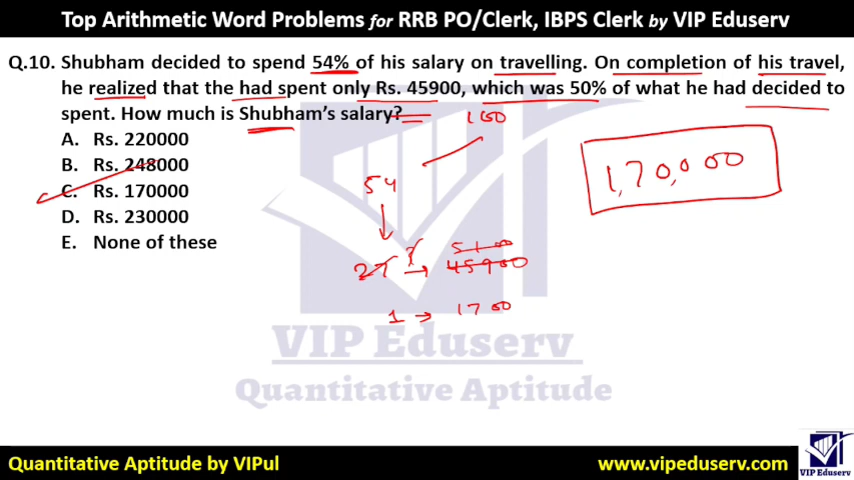 Top Arithmetic Word Problems for RRB PO/Clerk, IBPS Clerk by VIP Eduserv
Q.10. Shubham decided to spend 54% of his salary on travelling. On completion of his travel,
he realized that the had spent only Rs. 45900, which was 50% of what he had decided to
spent. How much is Shubham's salary?
100
A. Rs. 220000
B. Rs. 248000
C. Rs. 170000
D. Rs. 230000
E. None of these
1,70,000
54
5100
27 → 45900
1 → 1700
VIP Eduserv
Quantitative Aptitude
Quantitative Aptitude by VIPul
www.vipeduserv.com
VIP Eduserv